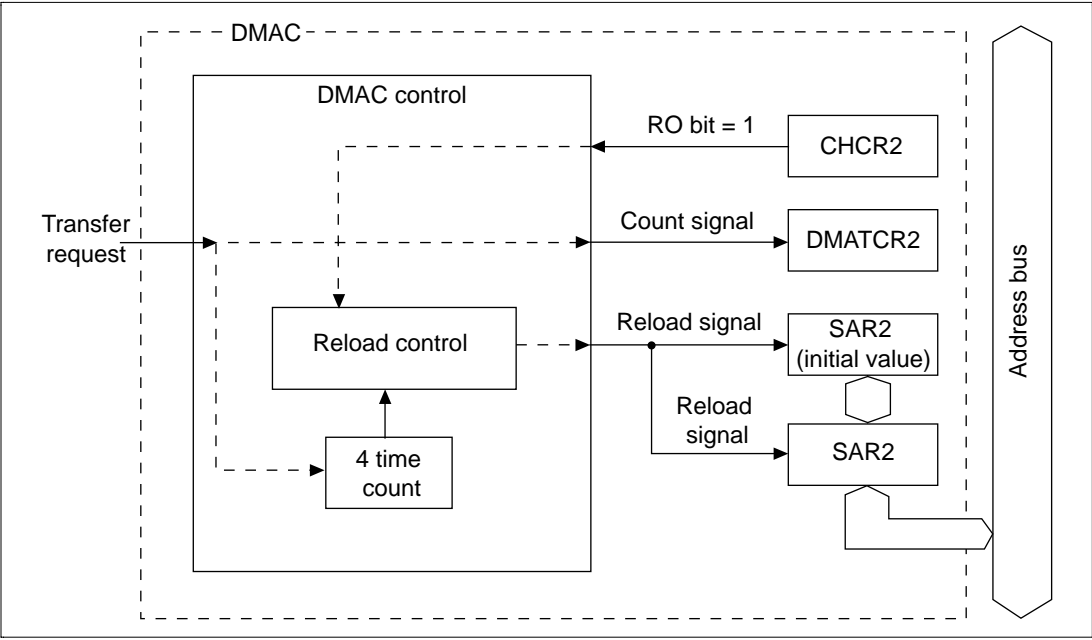 DMAC
DMAC control
RO bit = 1
CHCR2
Transfer
request
Count signal
DMATCR2
Reload control
Reload signal
SAR2
(initial value)
Reload
signal
SAR2
4 time
count
Address bus